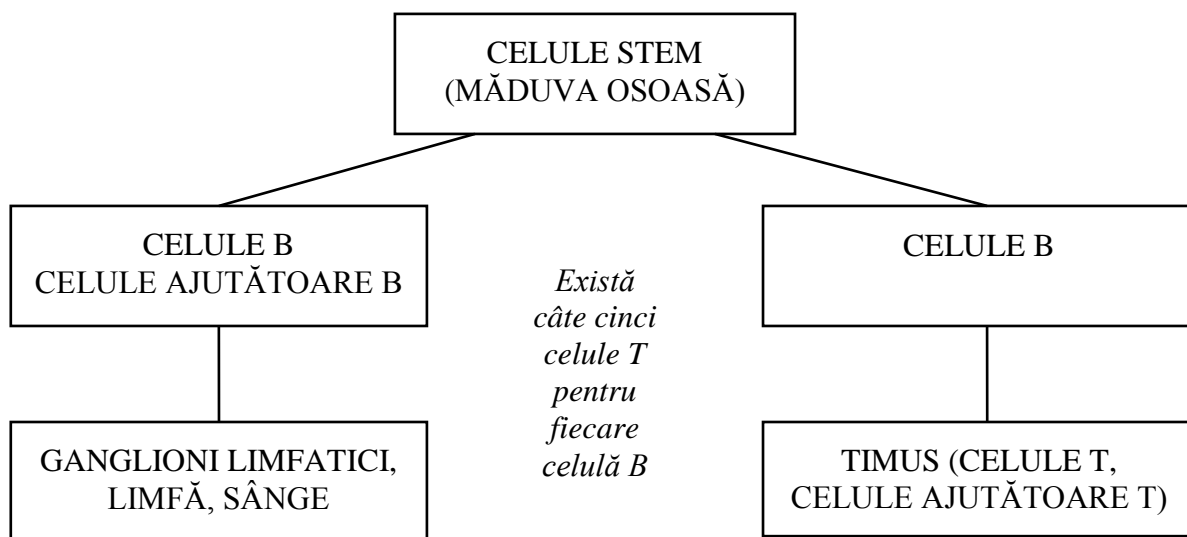 CELULE STEM
(MĂDUVA OSOASĂ)
CELULE B
CELULE AJUTĂTOARE B
CELULE B
Există
câte cinci
celule T
pentru
fiecare
celulă B
GANGLIONI LIMFATICI,
LIMFĂ, SÂNGE
TIMUS (CELULE T,
CELULE AJUTĂTOARE T)